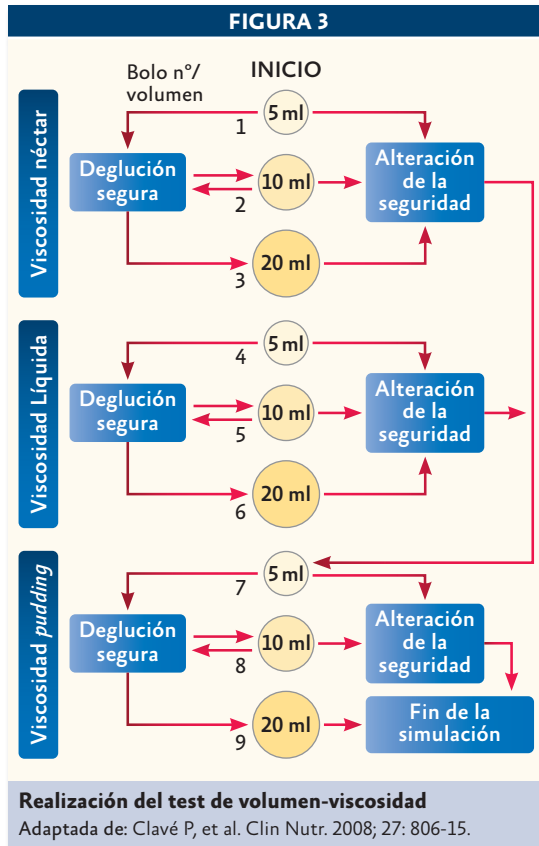 FIGURA 3
Bolo nº/
volumen
INICIO
Viscosidad néctar
1
5 ml
Deglución
segura
2
10 ml
Alteración
de la
seguridad
3
20 ml
Viscosidad Líquida
4
5 ml
Deglución
segura
5
10 ml
Alteración
de la
seguridad
6
20 ml
Viscosidad pudding
7
5 ml
Deglución
segura
8
10 ml
Alteración
de la
seguridad
9
20 ml
Fin de la
simulación
Realización del test de volumen-viscosidad
Adaptada de: Clavé P, et al. Clin Nutr. 2008; 27: 806-15.